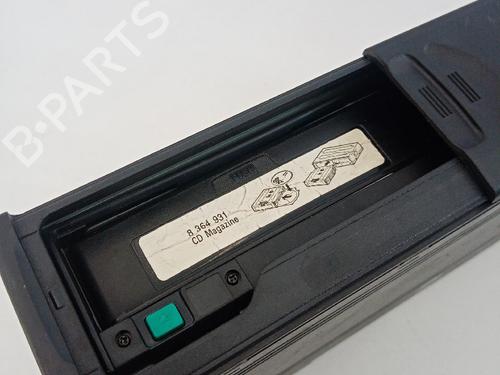 B-PARTS
8 364 931
CD Magazine